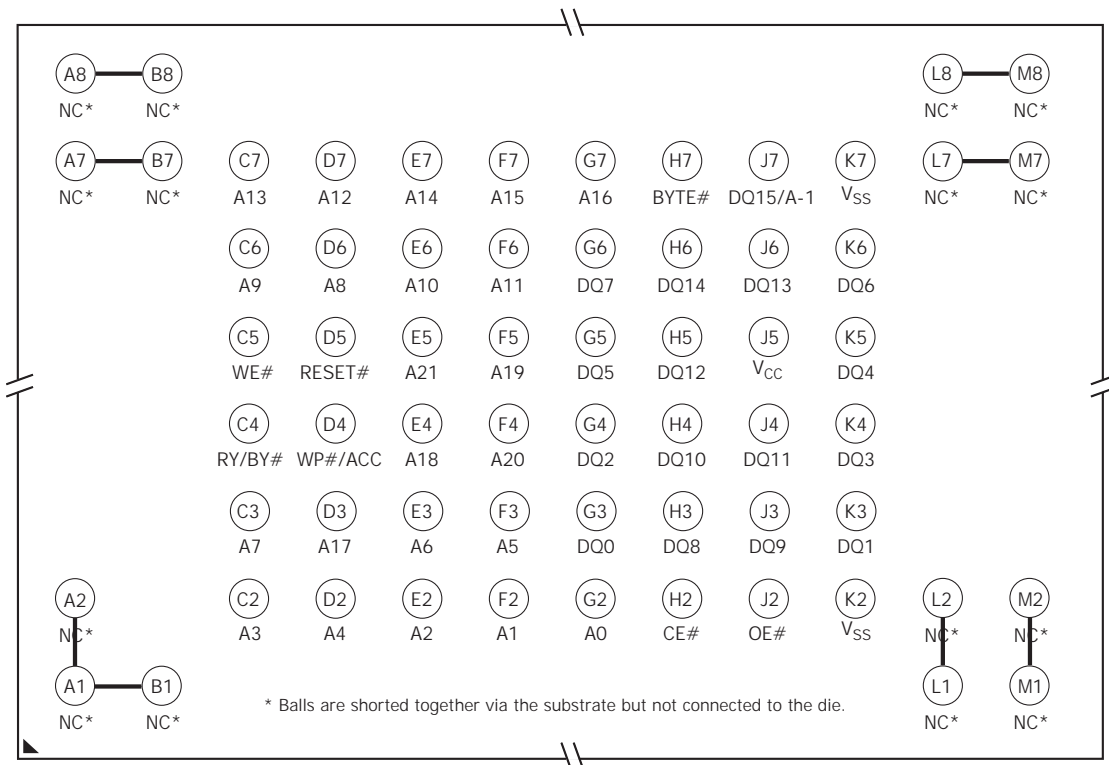 A8 B8 L8 M8
NC* NC* NC* NC*
A7 B7 C7 D7 E7 F7 G7 H7 J7 K7 L7 M7
NC* NC* A13 A12 A14 A15 A16 BYTE# DQ15/A-1 VSS NC* NC*
C6 D6 E6 F6 G6 H6 J6 K6
A9 A8 A10 A11 DQ7 DQ14 DQ13 DQ6
C5 D5 E5 F5 G5 H5 J5 K5
WE# RESET# A21 A19 DQ5 DQ12 VCC DQ4
C4 D4 E4 F4 G4 H4 J4 K4
RY/BY# WP#/ACC A18 A20 DQ2 DQ10 DQ11 DQ3
C3 D3 E3 F3 G3 H3 J3 K3
A7 A17 A6 A5 DQ0 DQ8 DQ9 DQ1
A2 C2 D2 E2 F2 G2 H2 J2 K2 L2 M2
NC* A3 A4 A2 A1 A0 CE# OE# VSS NC* NC*
A1 B1 L1 M1
NC* NC* * Balls are shorted together via the substrate but not connected to the die. NC* NC*